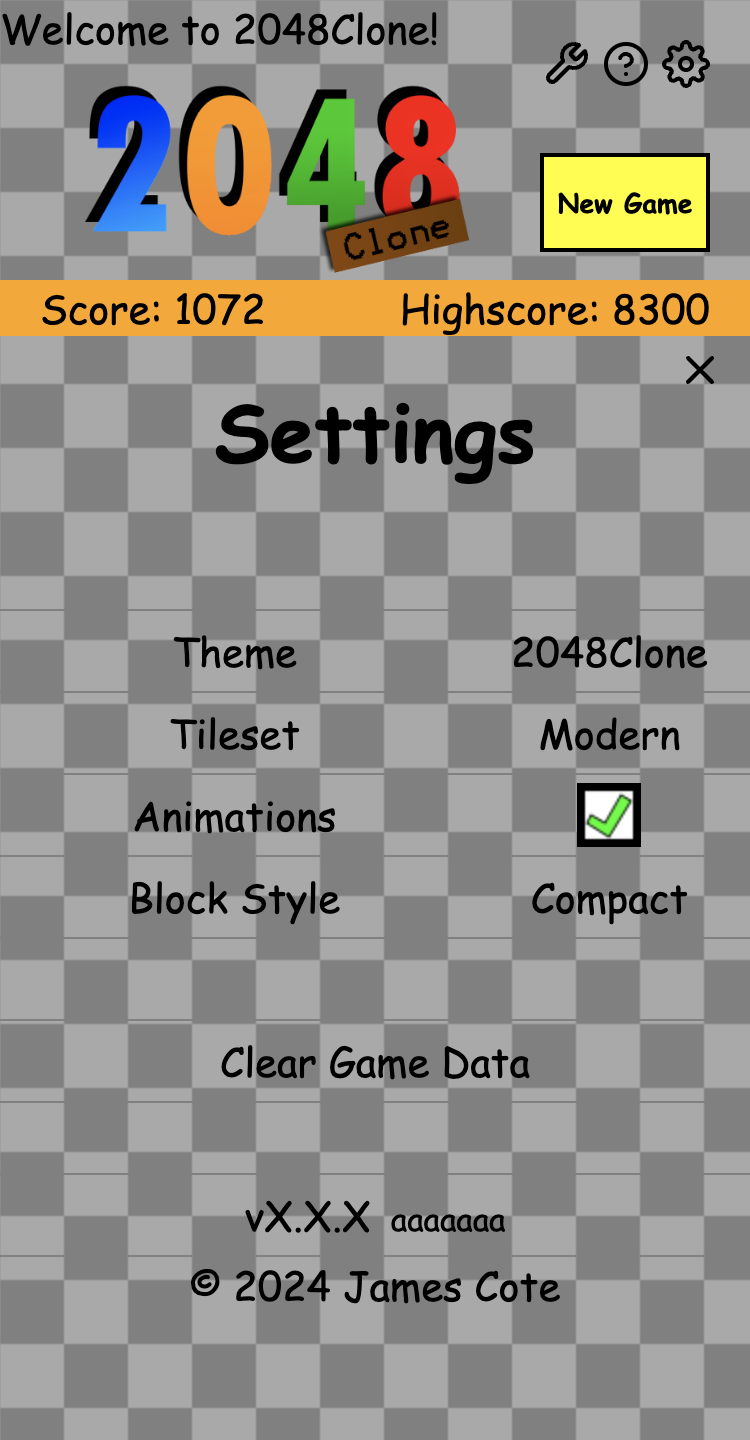 Welcome to 2048Clone!
2048
Clone
New Game
Score: 1072 Highscore: 8300
Settings
Theme 2048Clone
Tileset Modern
Animations
Block Style Compact
Clear Game Data
vX.X.X aaaaaaa
© 2024 James Cote